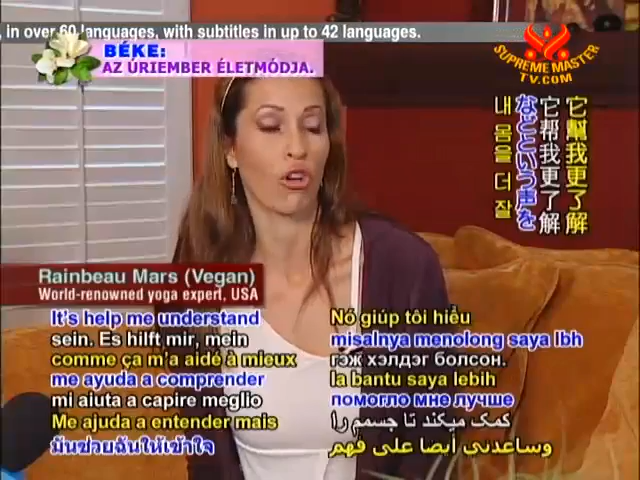 , in over 60 languages, with subtitles in up to 42 languages.
BÉKE:
AZ ÚRIEMBER ÉLETMÓDJA.
SUPREME MASTER
TV.COM
它幫我更了解
它帮我更了解
などという声を
내 몸을 더 잘
Rainbeau Mars (Vegan)
World-renowned yoga expert, USA
It's help me understand
sein. Es hilft mir, mein
comme ça m'a aidé à mieux
me ayuda a comprender
mi aiuta a capire meglio
Me ajuda a entender mais
มันช่วยฉันให้เข้าใจ
Nó giúp tôi hiểu
misalnya menolong saya lbh
гэж хэлдэг болсон.
Ia bantu saya lebih
помогло мне лучше
کمک میکند تا جسمم را
وساعدني أيضا على فهم